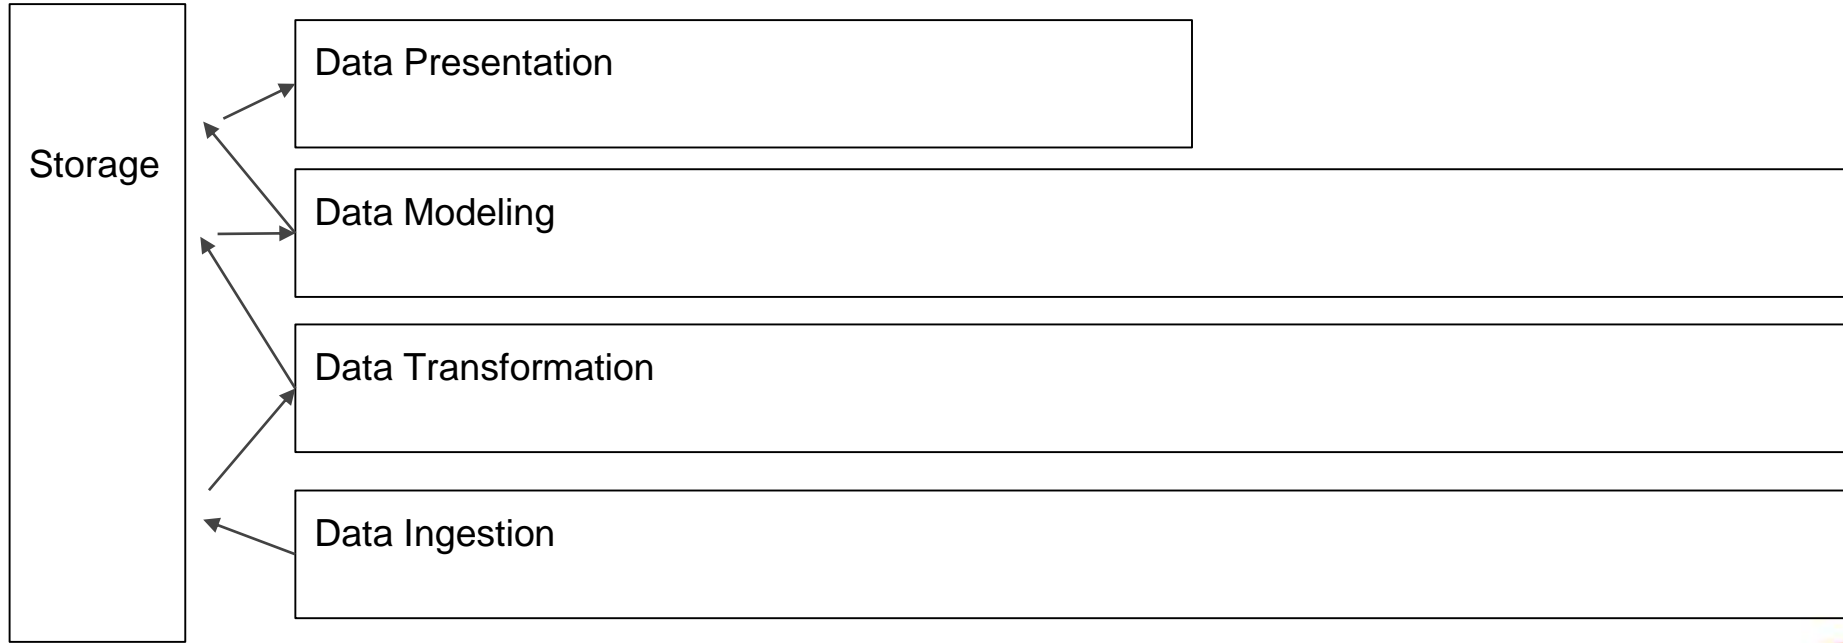 Storage
Data Presentation
Data Modeling
Data Transformation
Data Ingestion